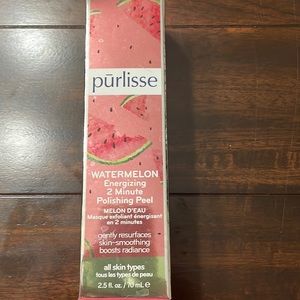 pūrlisse
WATERMELON
Energizing
2 Minute
Polishing Peel
MELON D'EAU
Masque exfoliant énergisant
en 2 minutes
gently resurfaces
skin-smoothing
boosts radiance
all skin types
tous les types de peau
2.5 fl. oz. / 70 mL ℮